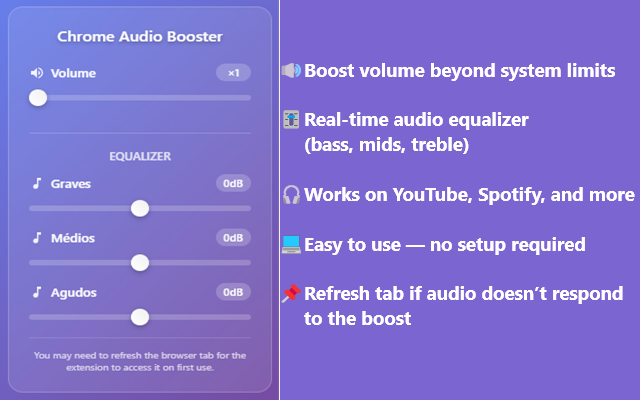 Chrome Audio Booster
Volume
×1
EQUALIZER
Graves
0dB
Médios
0dB
Agudos
0dB
You may need to refresh the browser tab for the
extension to access it on first use.
Boost volume beyond system limits
Real-time audio equalizer
(bass, mids, treble)
Works on YouTube, Spotify, and more
Easy to use — no setup required
Refresh tab if audio doesn’t respond
to the boost